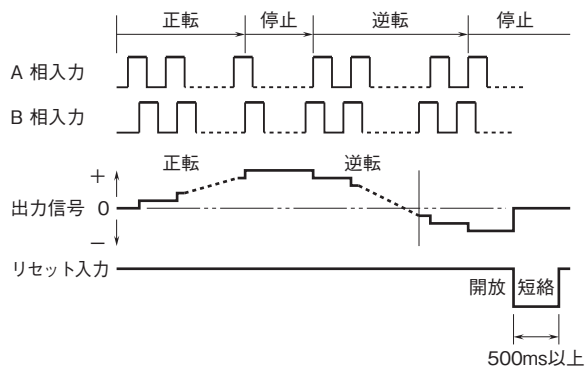 正転
停止
逆転
停止
A 相入力
B 相入力
正転
逆転
+
出力信号 0
−
リセット入力
開放
短絡
500ms以上